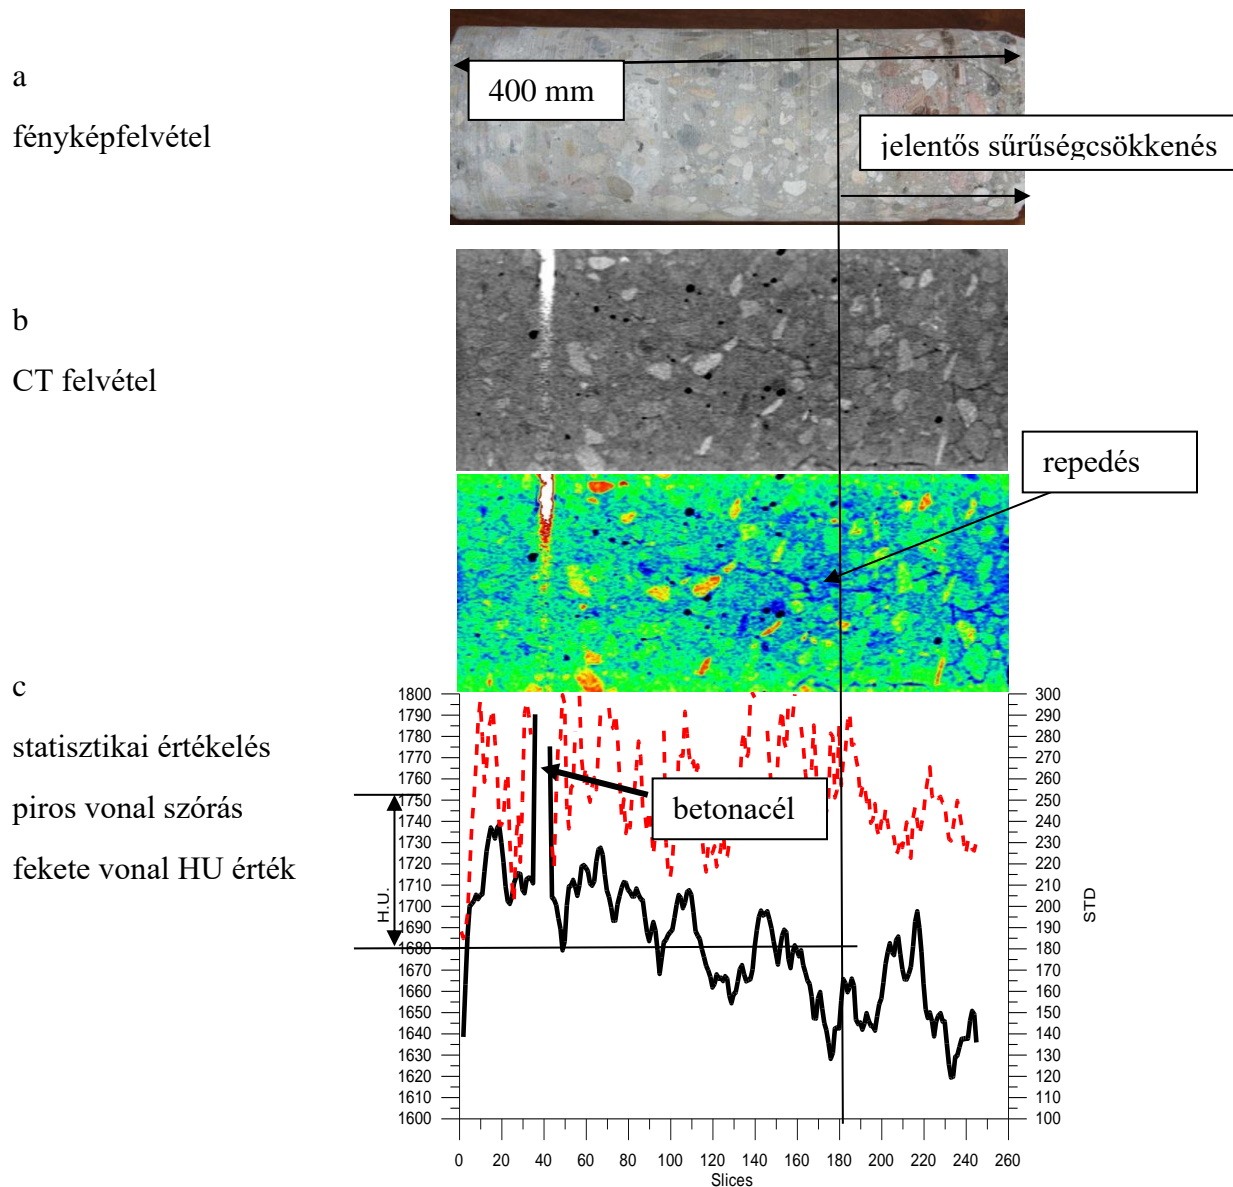 a
fényképfelvétel
400 mm
jelentős sűrűségcsökkenés
b
CT felvétel
repedés
c
statisztikai értékelés
piros vonal szórás
fekete vonal HU érték
betonacél
1800
1790
1780
1770
1760
1750
1740
1730
1720
1710
1700
1690
1680
1670
1660
1650
1640
1630
1620
1610
1600
H.U.
300
290
280
270
260
250
240
230
220
210
200
190
180
170
160
150
140
130
120
110
100
STD
0 20 40 60 80 100 120 140 160 180 200 220 240 260
Slices